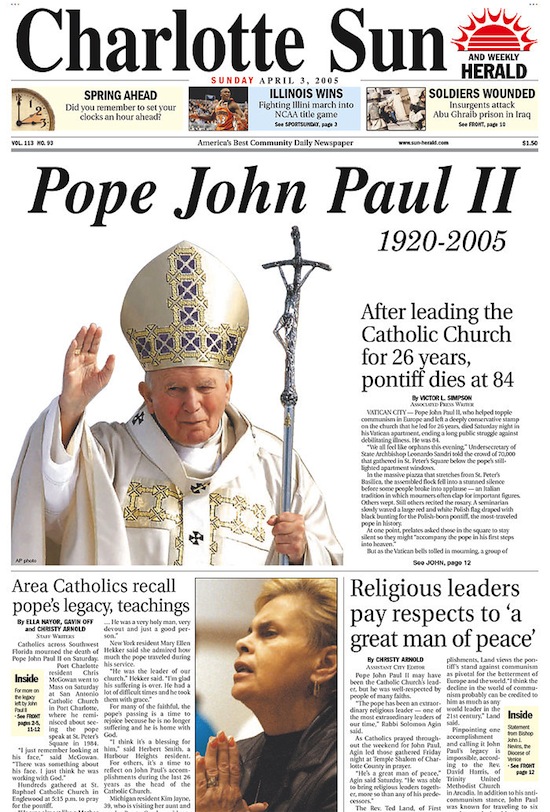 Charlotte Sun
AND WEEKLY
HERALD
SUNDAY APRIL 3, 2005
SPRING AHEAD
Did you remember to set your
clocks an hour ahead?
ILLINOIS WINS
Fighting Illini march into
NCAA title game
See SPORTSUNDAY, page 3
SOLDIERS WOUNDED
Insurgents attack
Abu Ghraib prison in Iraq
See FRONT, page 10
VOL. 113 NO. 93
America's Best Community Daily Newspaper
www.sun-herald.com
$1.50
Pope John Paul II
1920-2005
After leading the
Catholic Church
for 26 years,
pontiff dies at 84
By VICTOR L. SIMPSON
ASSOCIATED PRESS WRITER
VATICAN CITY — Pope John Paul II, who helped topple
communism in Europe and left a deeply conservative stamp
on the church that he led for 26 years, died Saturday night in
his Vatican apartment, ending a long public struggle against
debilitating illness. He was 84.
"We all feel like orphans this evening," Undersecretary of
State Archbishop Leonardo Sandri told the crowd of 70,000
that gathered in St. Peter's Square below the pope's still-
lighted apartment windows.
In the massive piazza that stretches from St. Peter's
Basilica, the assembled flock fell into a stunned silence
before some people broke into applause — an Italian
tradition in which mourners often clap for important figures.
Others wept. Still others recited the rosary. A seminarian
slowly waved a large red and white Polish flag draped with
black bunting for the Polish-born pontiff, the most-traveled
pope in history.
At one point, prelates asked those in the square to stay
silent so they might "accompany the pope in his first steps
into heaven."
But as the Vatican bells tolled in mourning, a group of
See JOHN, page 12
AP photo
Area Catholics recall
pope's legacy, teachings
By ELLA NAYOR, GAVIN OFF
and CHRISTY ARNOLD
STAFF WRITERS
Catholics across Southwest
Florida mourned the death of
Pope John Paul II on Saturday.
Port Charlotte
resident Chris
McGowan went to
Mass on Saturday
at San Antonio
Catholic Church
in Port Charlotte,
where he remi-
nisced about see-
ing the pope
speak at St. Peter's
Square in 1984.
"I just remember looking at
his face," said McGowan.
"There was something about
his face. I just think he was
working with God."
Hundreds gathered at St.
Raphael Catholic Church in
Englewood at 5:15 p.m. to pray
for the pontiff.
Inside
For more on
the legacy
left by John
Paul II
• See FRONT
pages 2-5,
11-12
... He was a very holy man, very
devout and just a good per-
son."
New York resident Mary Ellen
Hekker said she admired how
much the pope traveled during
his service.
"He was the leader of our
church," Hekker said. "I'm glad
his suffering is over. He had a
lot of difficult times and he took
them with grace."
For many of the faithful, the
pope's passing is a time to
rejoice because he is no longer
suffering and he is home with
God.
"I think it's a blessing for
him," said Herbert Smith, a
Harbour Heights resident.
For others, it's a time to
reflect on John Paul's accom-
plishments during the last 26
years as the head of the
Catholic Church.
Michigan resident Kim Jayne,
39, who is visiting her aunt and
Religious leaders
pay respects to 'a
great man of peace'
By CHRISTY ARNOLD
ASSISTANT CITY EDITOR
Pope John Paul II may have
been the Catholic Church's lead-
er, but he was well-respected by
people of many faiths.
"The pope has been an extraor-
dinary religious leader — one of
the most extraordinary leaders of
our time," Rabbi Solomon Agin
said.
As Catholics prayed through-
out the weekend for John Paul,
Agin led those gathered Friday
night at Temple Shalom of Char-
lotte County in prayer.
"He's a great man of peace,"
Agin said Saturday. "He was able
to bring religious leaders togeth-
er, more so than any of his prede-
cessors."
The Rev. Ted Land, of First
plishments, Land views the pon-
tiff's stand against communism
as pivotal for the betterment of
Europe and the world. "I think the
decline in the world of commu-
nism probably can be credited to
him as much as any
world leader in the
21st century," Land
said.
Pinpointing one
accomplishment
and calling it John
Paul's legacy is
impossible, accord-
ing to the Rev.
David Harris, of
Trinity United
Methodist Church
in Arcadia. In addition to his anti-
communism stance, John Paul
was known for travels to six
Inside
Statement
from Bishop
John J.
Nevins, the
Diocese of
Venice
• See FRONT
page 12